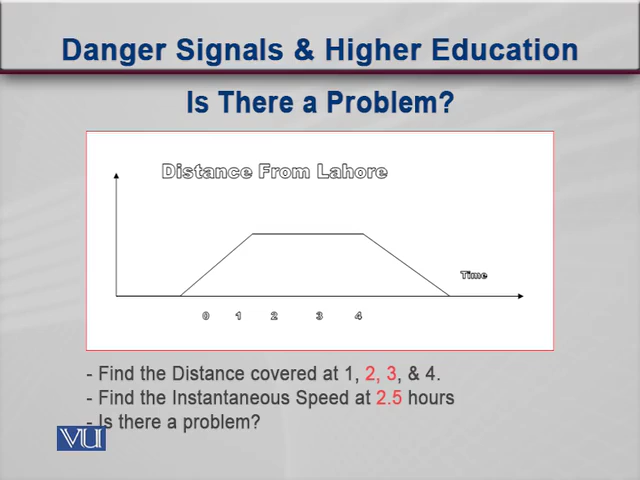 Danger Signals & Higher Education
Is There a Problem?
Distance From Lahore
Time
0 1 2 3 4
- Find the Distance covered at 1, 2, 3, & 4.
- Find the Instantaneous Speed at 2.5 hours
- Is there a problem?
VU